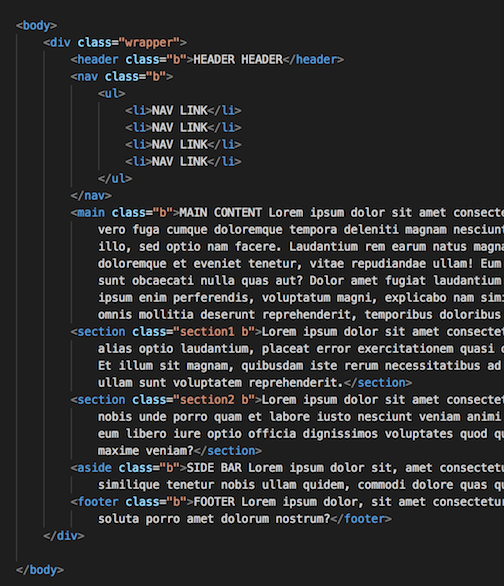 <body>
<div class="wrapper">
<header class="b">HEADER HEADER</header>
<nav class="b">
<ul>
<li>NAV LINK</li>
<li>NAV LINK</li>
<li>NAV LINK</li>
<li>NAV LINK</li>
</ul>
</nav>
<main class="b">MAIN CONTENT Lorem ipsum dolor sit amet consecte
vero fuga cumque doloremque tempora deleniti magnam nesciunt
illo, sed optio nam facere. Laudantium rem earum natus magna
doloremque et eveniet tenetur, vitae repudiandae ullam! Eum
sunt obcaecati nulla quas aut? Dolor amet fugiat laudantium
ipsum enim perferendis, voluptatum magni, explicabo nam simi
omnis mollitia deserunt reprehenderit, temporibus doloribus
<section class="section1 b">Lorem ipsum dolor sit amet consectet
alias optio laudantium, placeat error exercitationem quasi
Et illum sit magnam, quibusdam iste rerum necessitatibus ad
ullam sunt voluptatem reprehenderit.</section>
<section class="section2 b">Lorem ipsum dolor sit amet consectet
nobis unde porro quam et labore iusto nesciunt veniam animi
eum libero iure optio officia dignissimos voluptates quod qu
maxime veniam?</section>
<aside class="b">SIDE BAR Lorem ipsum dolor sit, amet consectetu
similique tenetur nobis ullam quidem, commodi dolore quas qu
<footer class="b">FOOTER Lorem ipsum dolor, sit amet consectetur
soluta porro amet dolorum nostrum?</footer>
</div>
</body>